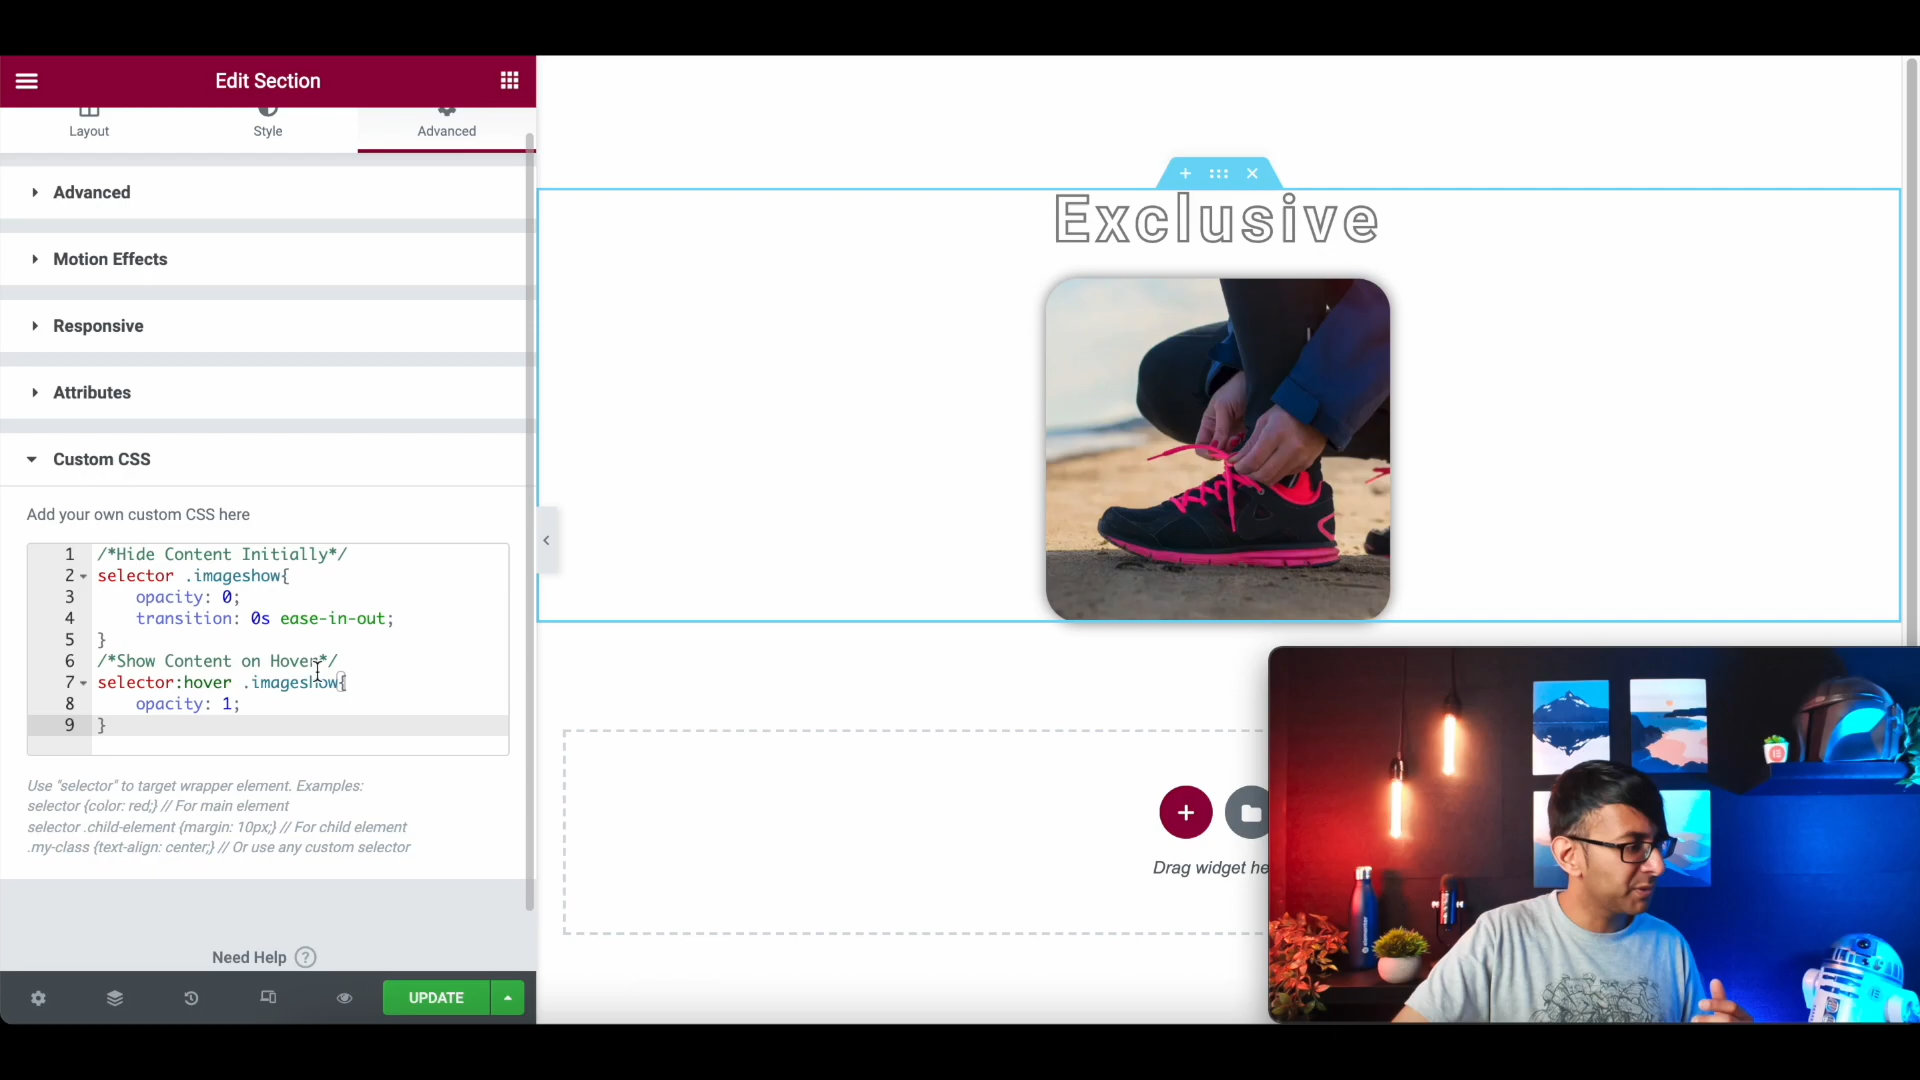 Edit Section
Layout
Style
Advanced
Advanced
Motion Effects
Responsive
Attributes
Custom CSS
Add your own custom CSS here
1 /*Hide Content Initially*/
2 selector .imageshow{
3 opacity: 0;
4 transition: 0s ease-in-out;
5 }
6 /*Show Content on Hover*/
7 selector:hover .imageshow{
8 opacity: 1;
9 }
Use "selector" to target wrapper element. Examples:
selector {color: red;} // For main element
selector .child-element {margin: 10px;} // For child element
.my-class {text-align: center;} // Or use any custom selector
Need Help ?
UPDATE
Exclusive
Drag widget he